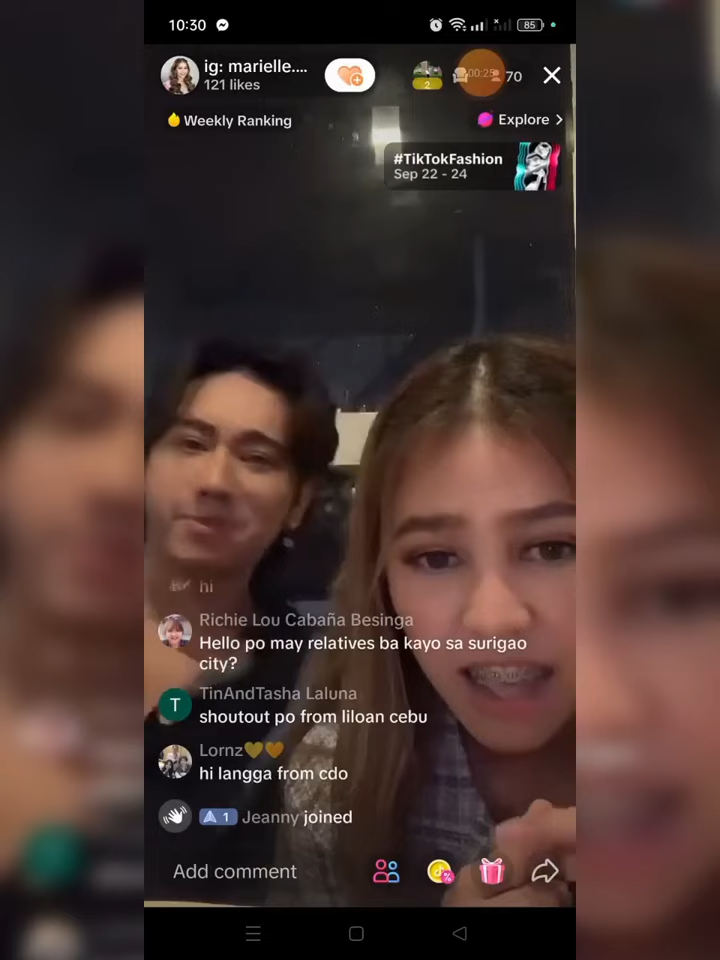 10:30
85
ig: marielle....
121 likes
2
00:25
70
Weekly Ranking
Explore
#TikTokFashion
Sep 22 - 24
hi
Richie Lou Cabaña Besinga
Hello po may relatives ba kayo sa surigao
city?
T
TinAndTasha Laluna
shoutout po from liloan cebu
Lornz💛🧡
hi langga from cdo
1 Jeanny joined
Add comment